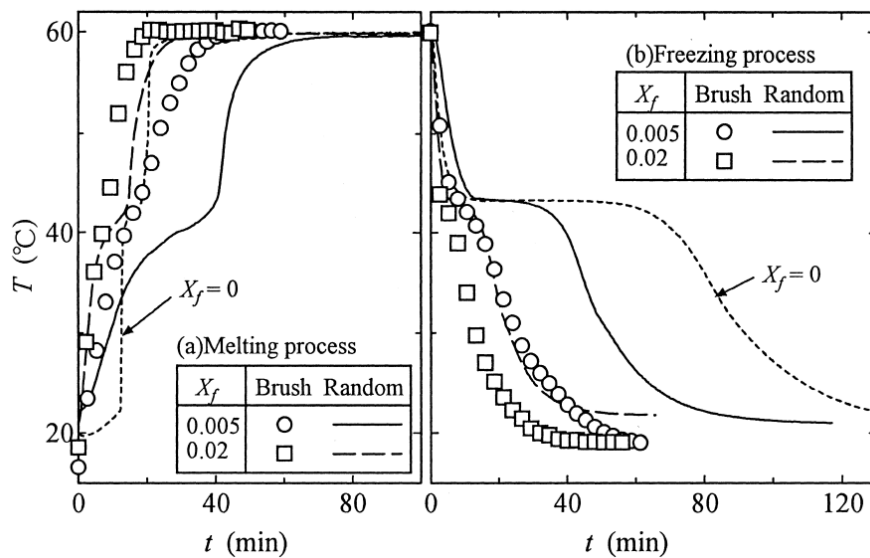 T (℃)
60
40
20
X_f = 0
(a)Melting process
X_f Brush Random
0.005
0.02
0 40 80
t (min)
(b)Freezing process
X_f Brush Random
0.005
0.02
X_f = 0
0 40 80 120
t (min)